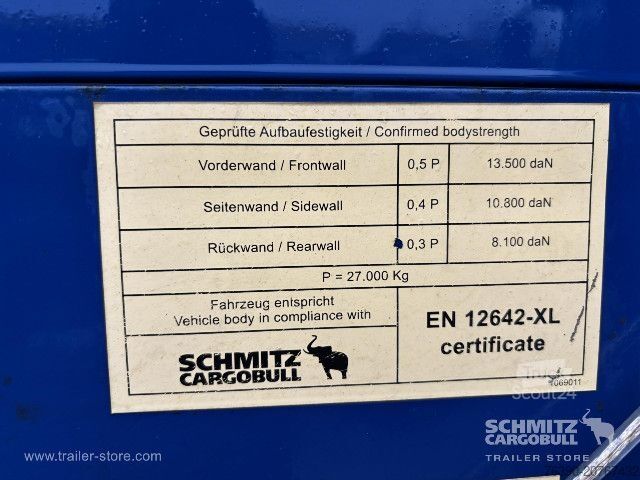 Geprüfte Aufbaufestigkeit / Confirmed bodystrength
Vorderwand / Frontwall 0,5 P 13.500 daN
Seitenwand / Sidewall 0,4 P 10.800 daN
Rückwand / Rearwall 0,3 P 8.100 daN
P = 27.000 Kg
Fahrzeug entspricht
Vehicle body in compliance with
EN 12642-XL
certificate
SCHMITZ
CARGOBULL
1069011
Scout24
SCHMITZ
CARGOBULL
TRAILER STORE
www.trailer-store.com